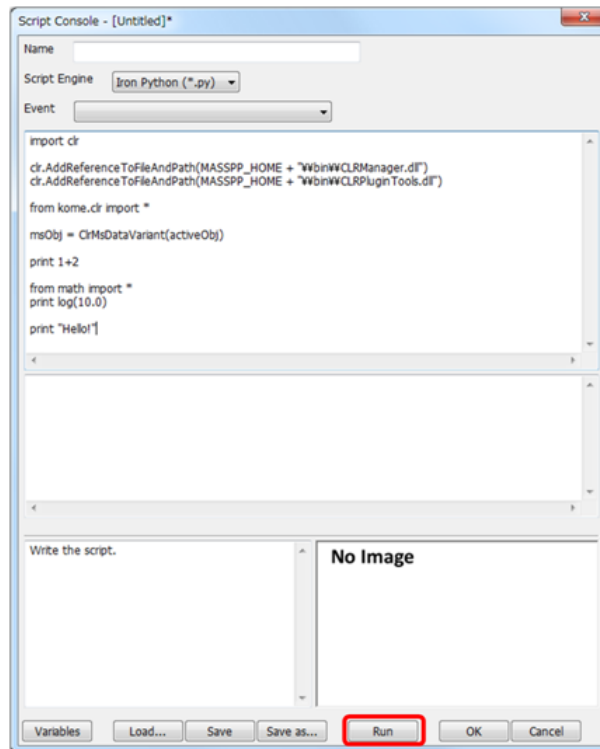 Script Console - [Untitled]*
Name
Script Engine Iron Python (*.py)
Event
import clr
clr.AddReferenceToFileAndPath(MASSPP_HOME + "¥¥bin¥¥CLRManager.dll")
clr.AddReferenceToFileAndPath(MASSPP_HOME + "¥¥bin¥¥CLRPluginTools.dll")
from kome.clr import *
msObj = ClrMsDataVariant(activeObj)
print 1+2
from math import *
print log(10.0)
print "Hello!"
Write the script.
No Image
Variables Load... Save Save as... Run OK Cancel